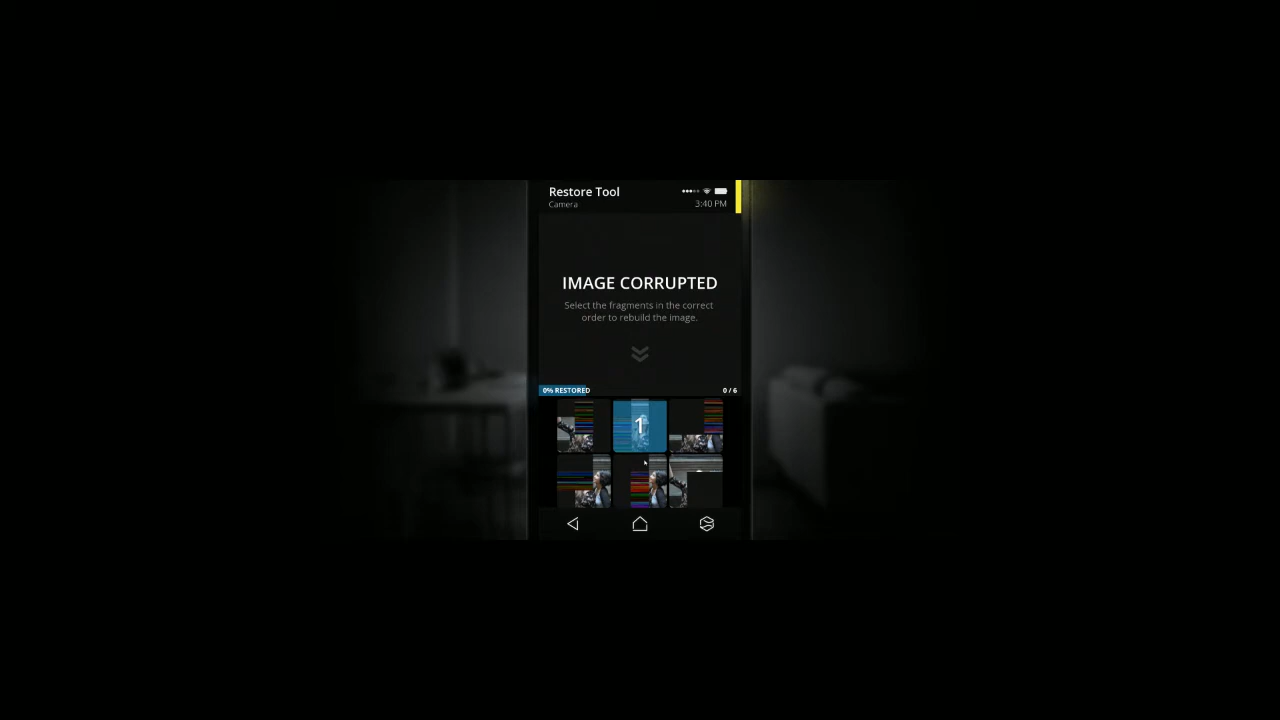 Restore Tool
Camera
3:40 PM
IMAGE CORRUPTED
Select the fragments in the correct
order to rebuild the image.
0% RESTORED
0 / 6
1